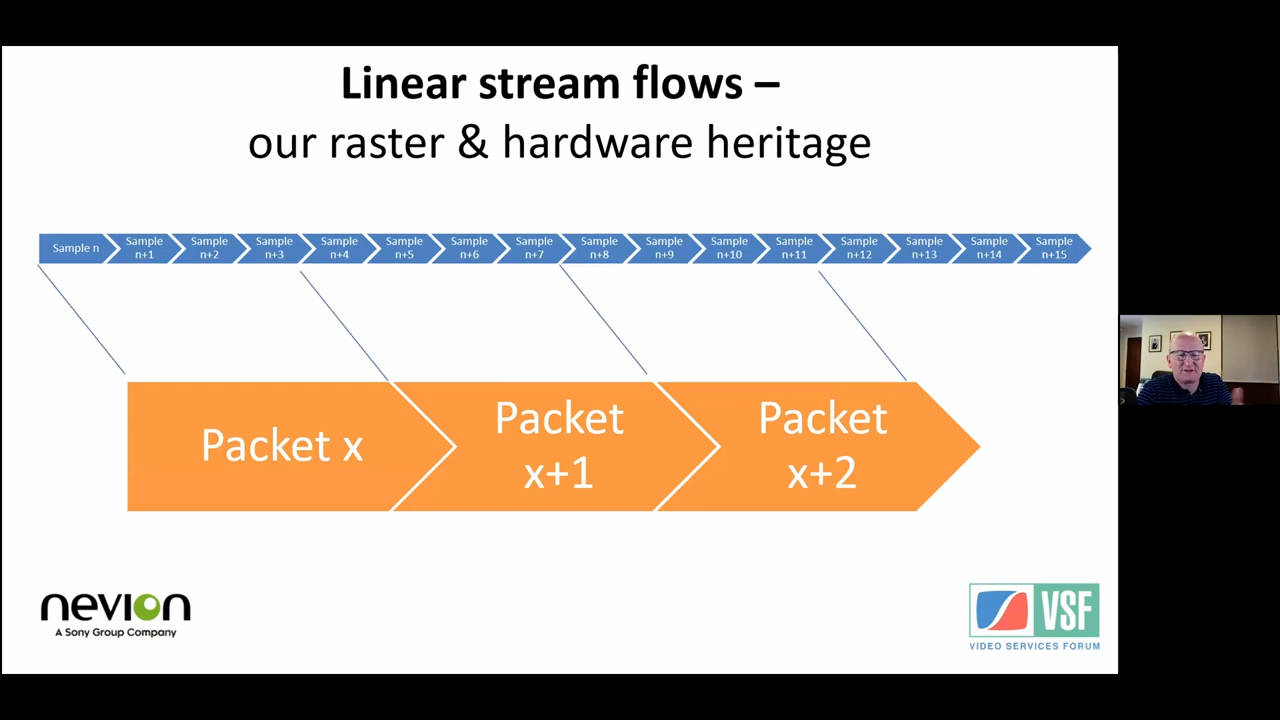 Linear stream flows –
our raster & hardware heritage
Sample n
Sample
n+1
Sample
n+2
Sample
n+3
Sample
n+4
Sample
n+5
Sample
n+6
Sample
n+7
Sample
n+8
Sample
n+9
Sample
n+10
Sample
n+11
Sample
n+12
Sample
n+13
Sample
n+14
Sample
n+15
Packet x
Packet
x+1
Packet
x+2
nevion
A Sony Group Company
VSF
VIDEO SERVICES FORUM